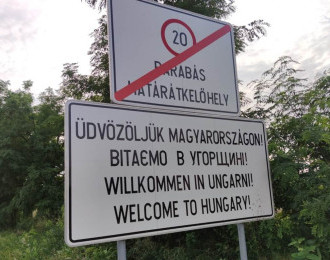 20
BARABÁS
HATÁRÁTKELŐHELY
ÜDVÖZÖLJÜK MAGYARORSZÁGON!
ВІТАЄМО В УГОРЩИНІ!
WILLKOMMEN IN UNGARN!
WELCOME TO HUNGARY!